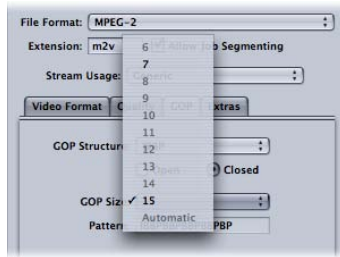 File Format: MPEG-2
Extension: m2v Allow Job Segmenting
Stream Usage: Generic
Video Format GOP Extras
GOP Structure:
Open Closed
GOP Size: ✓ 15
Pattern: PBP
6
7
8
9
10
11
12
13
14
Automatic